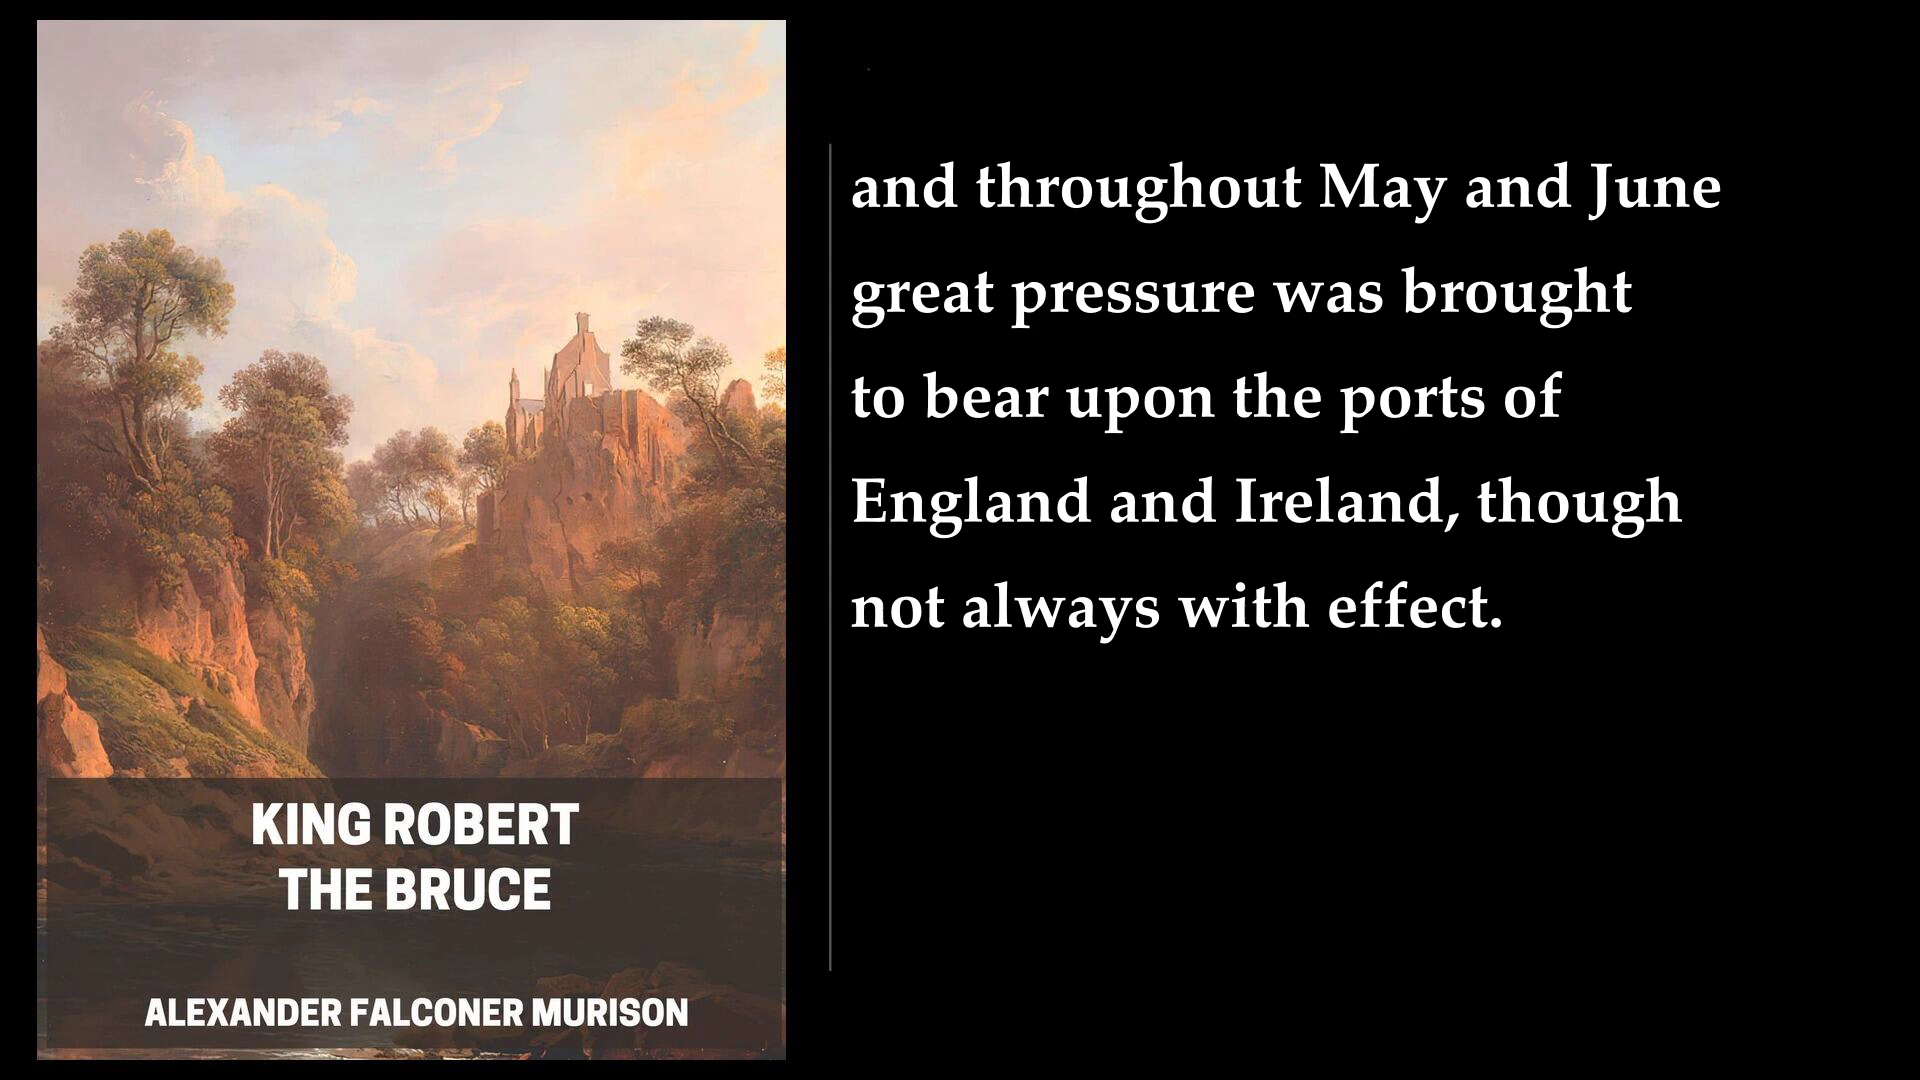 KING ROBERT
THE BRUCE
ALEXANDER FALCONER MURISON
and throughout May and June
great pressure was brought
to bear upon the ports of
England and Ireland, though
not always with effect.